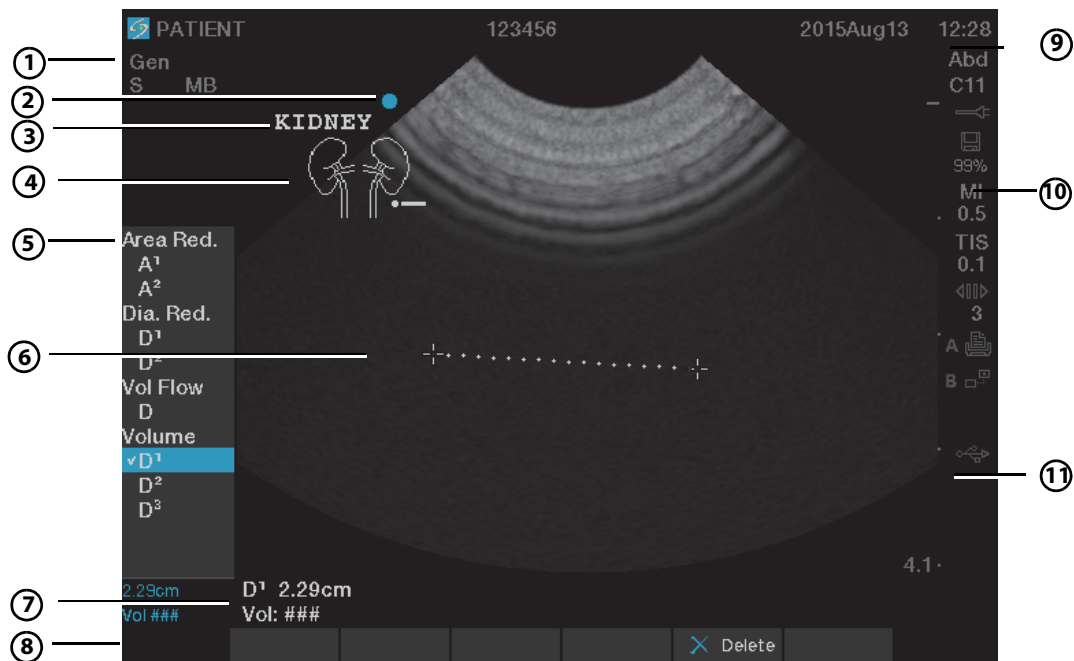 PATIENT 123456 2015Aug13 12:28
1 Gen Abd 9
S MB C11
2
3 KIDNEY
99%
4 MI 10
0.5
5 Area Red. TIS
A¹ 0.1
A²
Dia. Red. 3
D¹ A
6 D²
Vol Flow B
D
Volume
✓D¹ 11
D²
D³
4.1
2.29cm D¹ 2.29cm
7 Vol ### Vol: ###
8 Delete